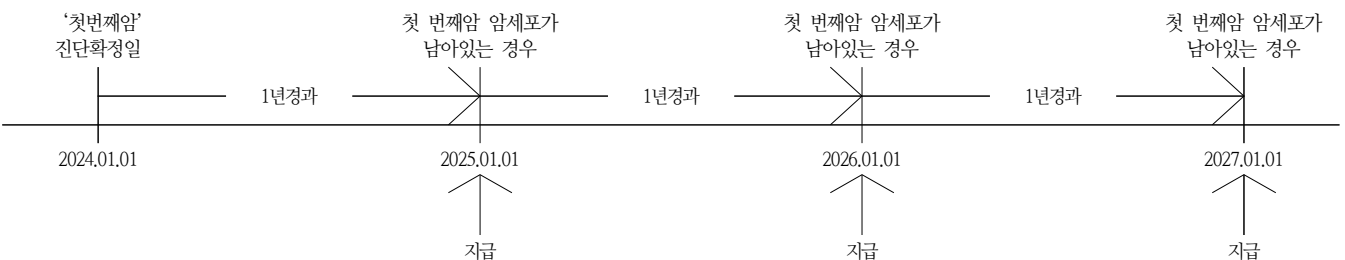 ‘첫번째암’
진단확정일
첫 번째암 암세포가
남아있는 경우
첫 번째암 암세포가
남아있는 경우
첫 번째암 암세포가
남아있는 경우
1년경과
1년경과
1년경과
2024.01.01
2025.01.01
2026.01.01
2027.01.01
지급
지급
지급